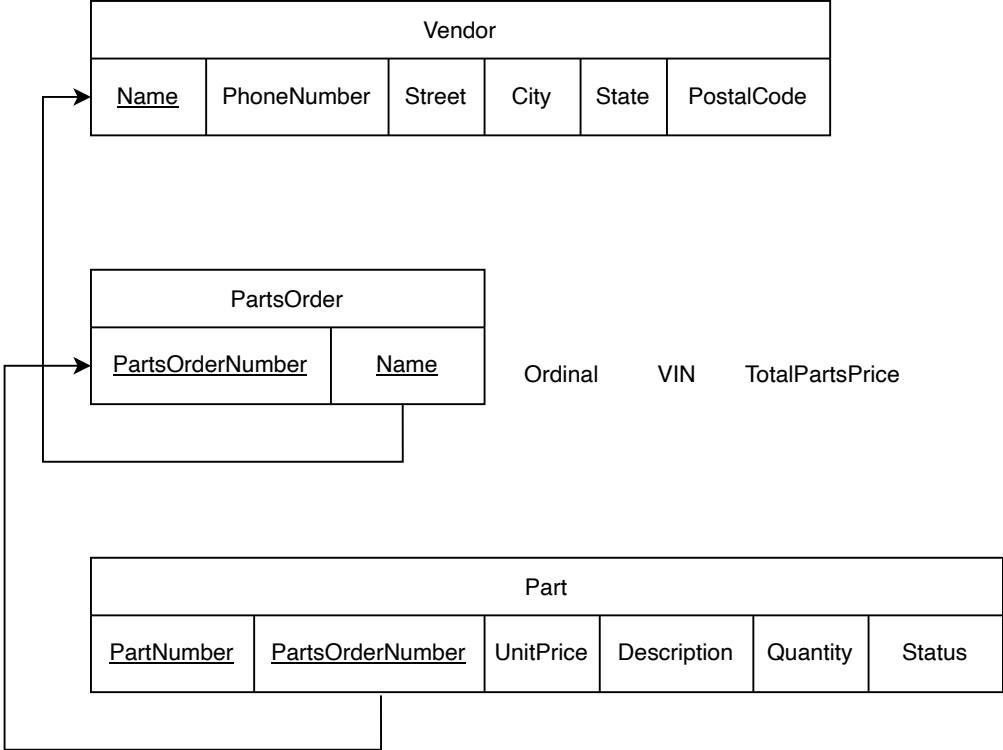 Vendor
Name PhoneNumber Street City State PostalCode
PartsOrder
PartsOrderNumber Name Ordinal VIN TotalPartsPrice
Part
PartNumber PartsOrderNumber UnitPrice Description Quantity Status